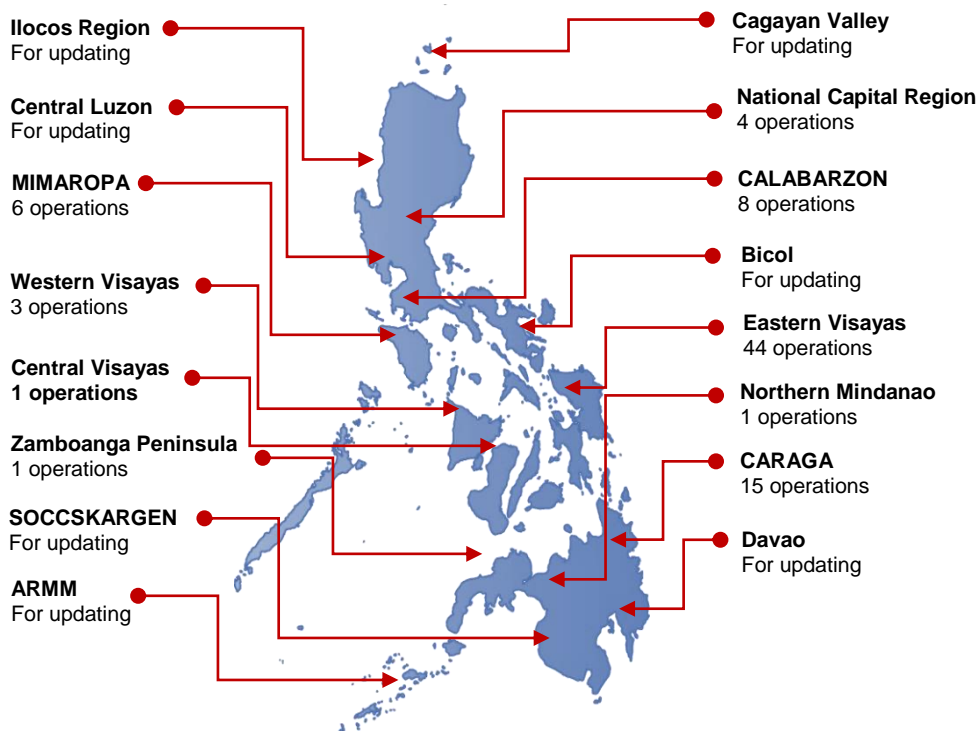 Ilocos Region
For updating
Central Luzon
For updating
MIMAROPA
6 operations
Western Visayas
3 operations
Central Visayas
1 operations
Zamboanga Peninsula
1 operations
SOCCSKARGEN
For updating
ARMM
For updating
Cagayan Valley
For updating
National Capital Region
4 operations
CALABARZON
8 operations
Bicol
For updating
Eastern Visayas
44 operations
Northern Mindanao
1 operations
CARAGA
15 operations
Davao
For updating